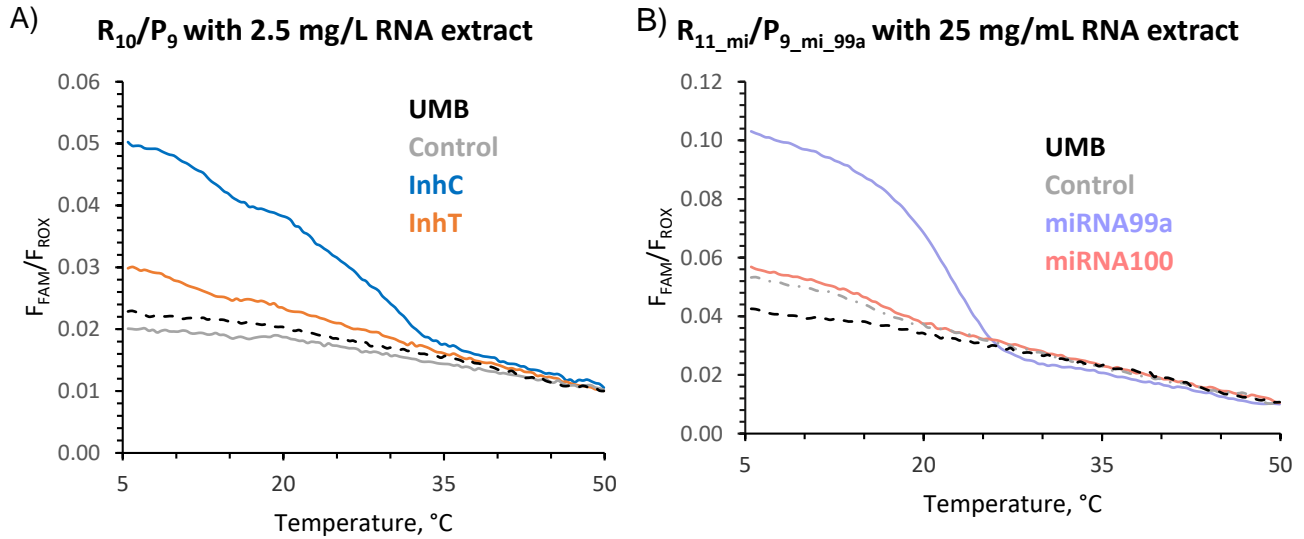 A)
R10/P9 with 2.5 mg/L RNA extract
0.06
0.05
0.04
0.03
0.02
0.01
0.00
FFAM/FROX
UMB
Control
InhC
InhT
5
20
35
50
Temperature, °C
B)
R11_mi/P9_mi_99a with 25 mg/mL RNA extract
0.12
0.10
0.08
0.06
0.04
0.02
0.00
FFAM/FROX
UMB
Control
miRNA99a
miRNA100
5
20
35
50
Temperature, °C